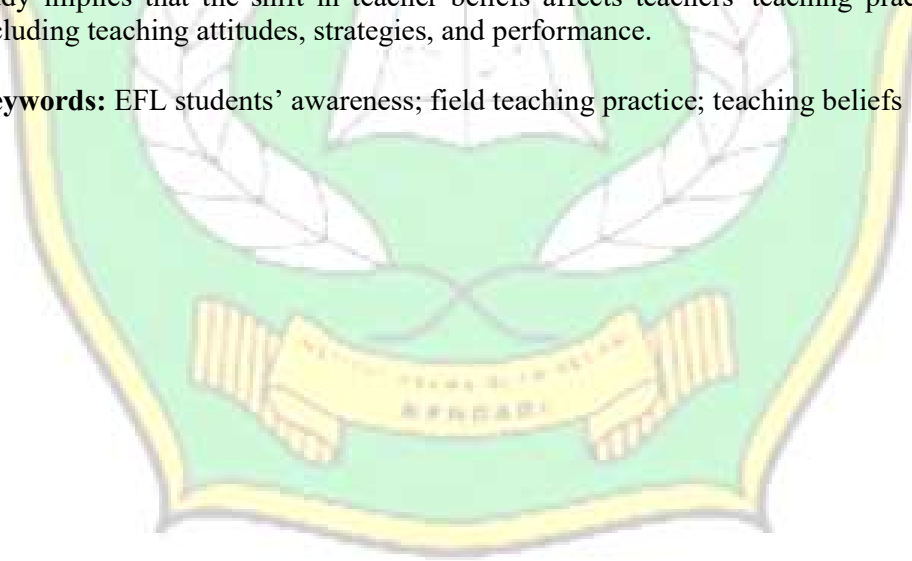 dy implies that the shift in teacher beliefs affects teachers' teaching prac
cluding teaching attitudes, strategies, and performance.
eywords: EFL students' awareness; field teaching practice; teaching beliefs
KENDARI